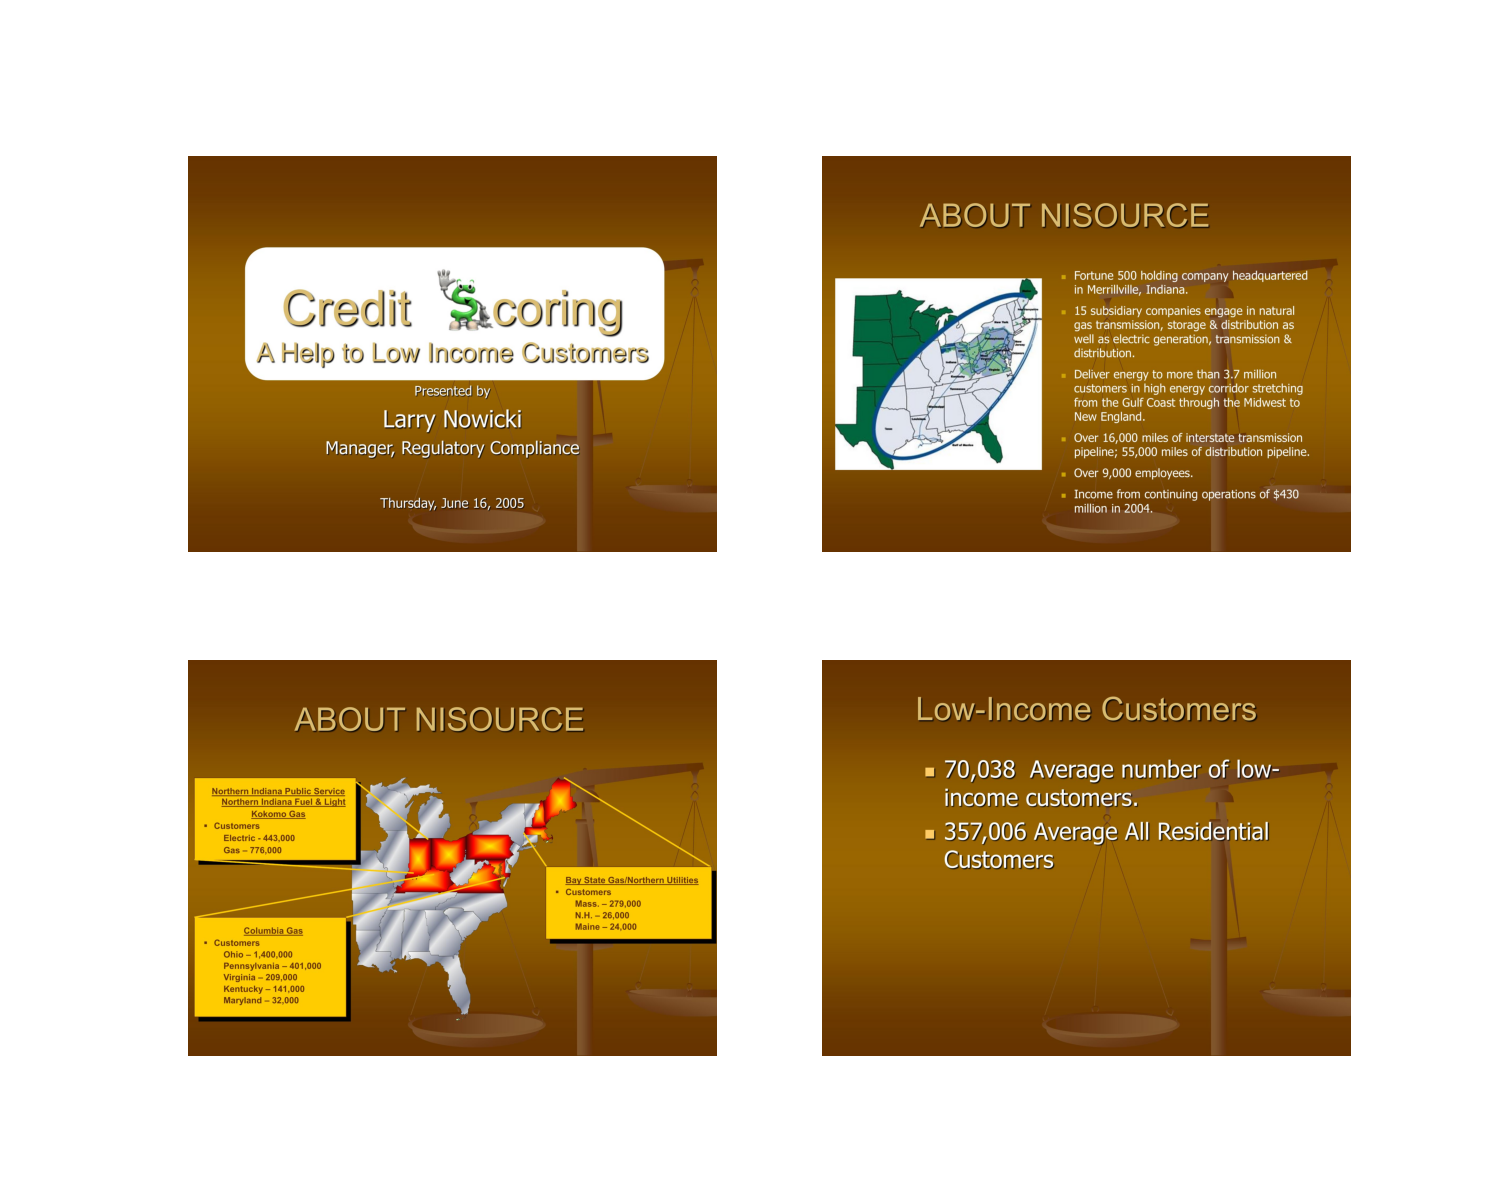 Credit $coring
A Help to Low Income Customers
Presented by
Larry Nowicki
Manager, Regulatory Compliance
Thursday, June 16, 2005
ABOUT NISOURCE
Fortune 500 holding company headquartered
in Merrillville, Indiana.
15 subsidiary companies engage in natural
gas transmission, storage & distribution as
well as electric generation, transmission &
distribution.
Deliver energy to more than 3.7 million
customers in high energy corridor stretching
from the Gulf Coast through the Midwest to
New England.
Over 16,000 miles of interstate transmission
pipeline; 55,000 miles of distribution pipeline.
Over 9,000 employees.
Income from continuing operations of $430
million in 2004.
ABOUT NISOURCE
Northern Indiana Public Service
Northern Indiana Fuel & Light
Kokomo Gas
Customers
Electric - 443,000
Gas – 776,000
Bay State Gas/Northern Utilities
Customers
Mass. – 279,000
N.H. – 26,000
Maine – 24,000
Columbia Gas
Customers
Ohio – 1,400,000
Pennsylvania – 401,000
Virginia – 209,000
Kentucky – 141,000
Maryland – 32,000
Low-Income Customers
70,038 Average number of low-
income customers.
357,006 Average All Residential
Customers